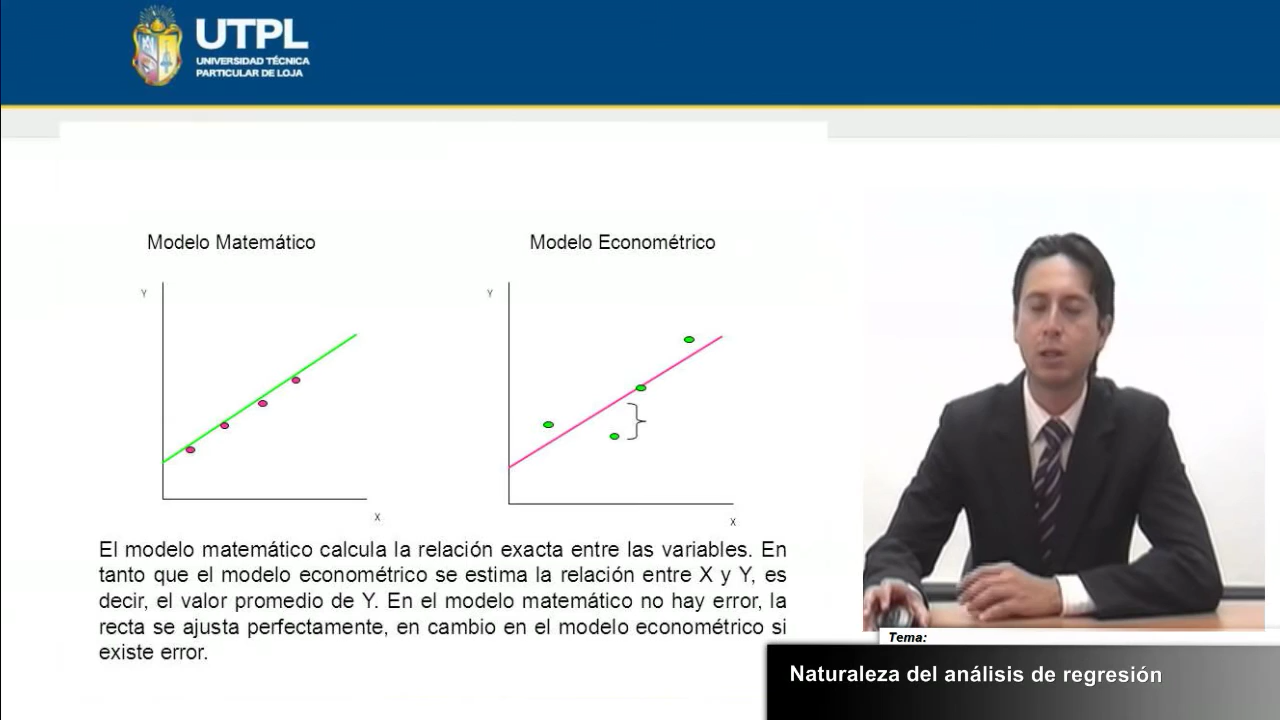 UTPL
UNIVERSIDAD TÉCNICA
PARTICULAR DE LOJA
Modelo Matemático
Modelo Econométrico
Y
Y
X
X
El modelo matemático calcula la relación exacta entre las variables. En
tanto que el modelo econométrico se estima la relación entre X y Y, es
decir, el valor promedio de Y. En el modelo matemático no hay error, la
recta se ajusta perfectamente, en cambio en el modelo econométrico si
existe error.
Tema:
Naturaleza del análisis de regresión